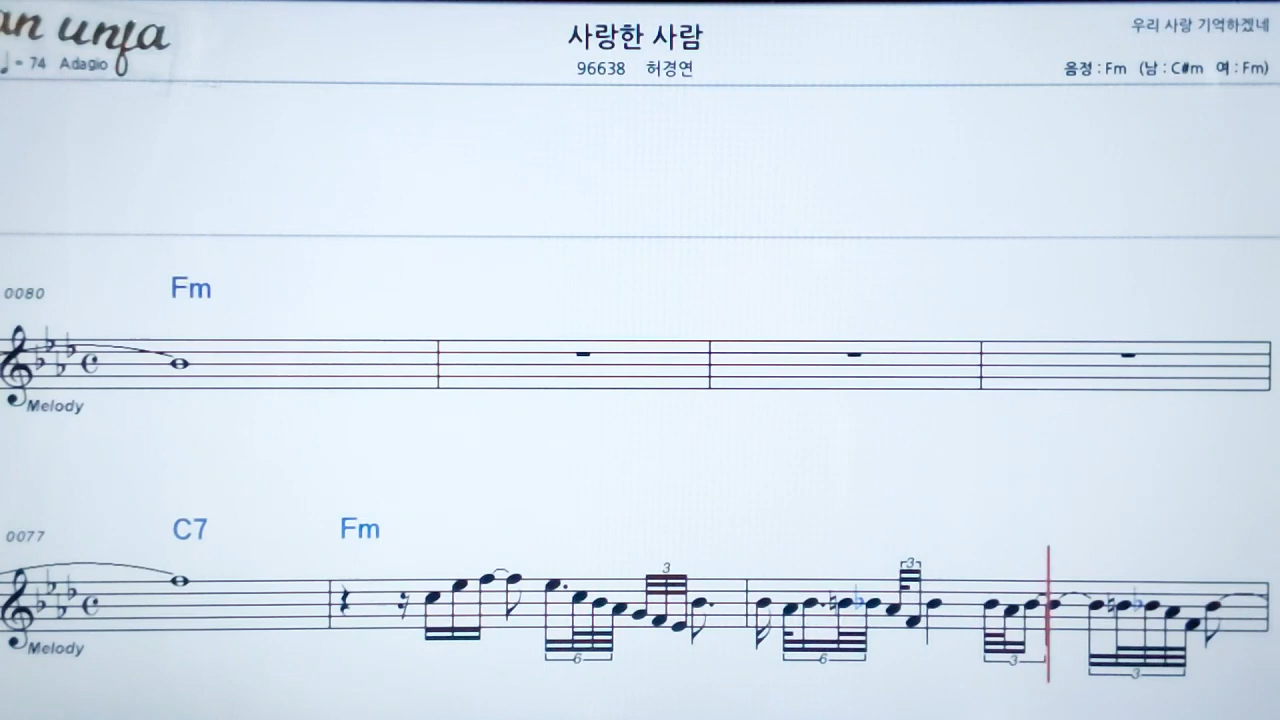 an unfa
사랑한 사람
우리 사랑 기억하겠네
♩= 74 Adagio
96638 허경연
음정 : Fm (남 : C#m 여 : Fm)
Fm
0080
Melody
C7 Fm
0077
3 3
Melody
6 6 3 3